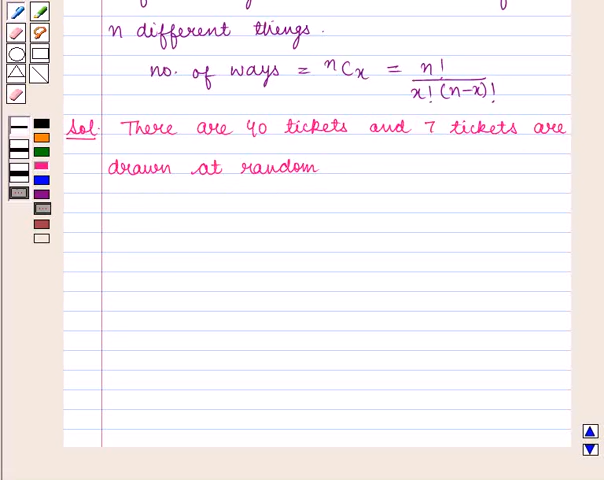 n different things.
no. of ways = ⁿCₓ = n! / x! (n-x)!
Sol. There are 40 tickets and 7 tickets are
drawn at random